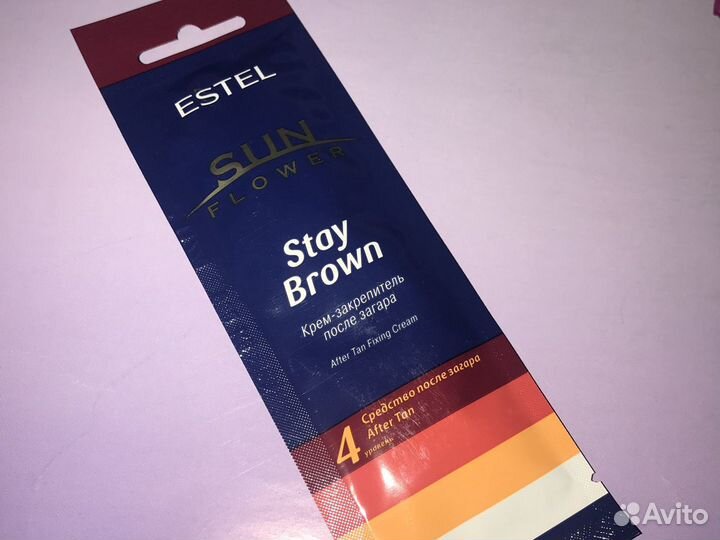 ESTEL
SUN
FLOWER
Stay
Brown
Крем-закрепитель
после загара
After Tan Fixing Cream
4 Средство после загара
After Tan
уровень
Avito